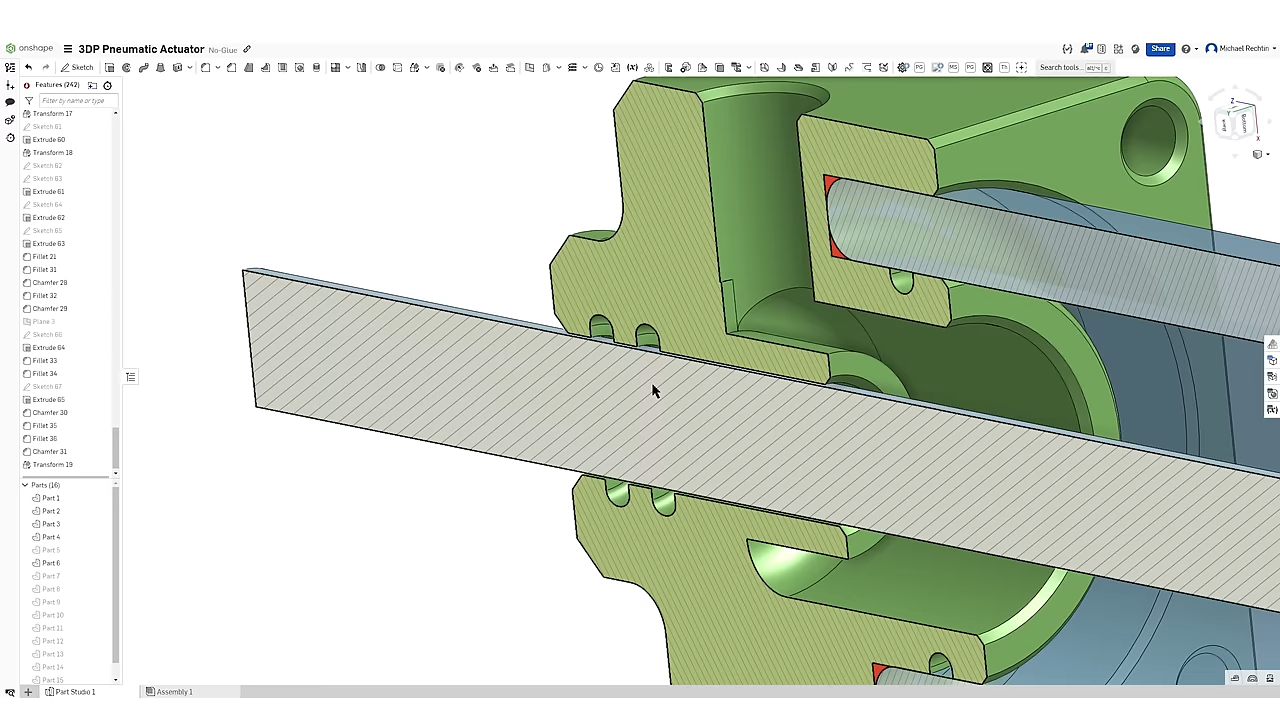 onshape
3DP Pneumatic Actuator No-Glue
Share
Michael Rechtin
Sketch
Search tools... alt/⌥ c
Features (242)
Filter by name or type
Transform 17
Sketch 61
Extrude 60
Transform 18
Sketch 62
Sketch 63
Extrude 61
Sketch 64
Extrude 62
Sketch 65
Extrude 63
Fillet 21
Fillet 31
Chamfer 28
Fillet 32
Chamfer 29
Plane 3
Sketch 66
Extrude 64
Fillet 33
Fillet 34
Sketch 67
Extrude 65
Chamfer 30
Fillet 35
Fillet 36
Chamfer 31
Transform 19
Parts (16)
Part 1
Part 2
Part 3
Part 4
Part 5
Part 6
Part 7
Part 8
Part 9
Part 10
Part 11
Part 12
Part 13
Part 14
Part 15
Part Studio 1
Assembly 1
Z
Y
X
Bottom